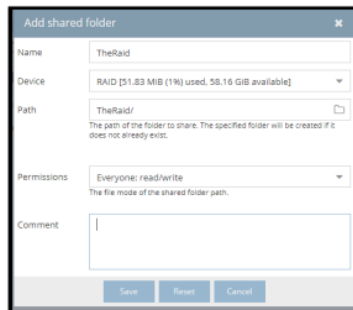 Add shared folder
Name
TheRaid
Device
RAID [51.83 MiB (1%) used, 58.16 GiB available]
Path
TheRaid/
The path of the folder to share. The specified folder will be created if it
does not already exist.
Permissions
Everyone: read/write
The file mode of the shared folder path.
Comment
Save
Reset
Cancel